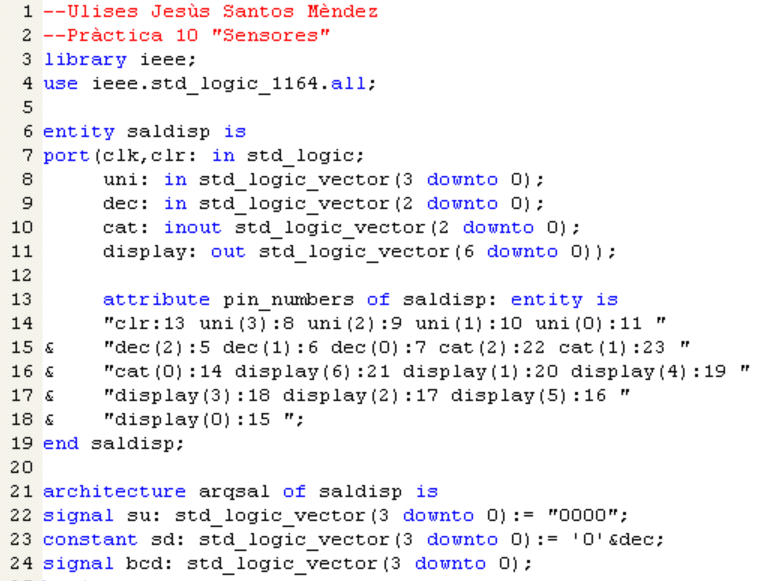 1 --Ulises Jesùs Santos Mèndez
2 --Pràctica 10 "Sensores"
3 library ieee;
4 use ieee.std_logic_1164.all;
5
6 entity saldisp is
7 port(clk,clr: in std_logic;
8 uni: in std_logic_vector(3 downto 0);
9 dec: in std_logic_vector(2 downto 0);
10 cat: inout std_logic_vector(2 downto 0);
11 display: out std_logic_vector(6 downto 0));
12
13 attribute pin_numbers of saldisp: entity is
14 "clr:13 uni(3):8 uni(2):9 uni(1):10 uni(0):11 "
15 & "dec(2):5 dec(1):6 dec(0):7 cat(2):22 cat(1):23 "
16 & "cat(0):14 display(6):21 display(1):20 display(4):19 "
17 & "display(3):18 display(2):17 display(5):16 "
18 & "display(0):15 ";
19 end saldisp;
20
21 architecture arqsal of saldisp is
22 signal su: std_logic_vector(3 downto 0):= "0000";
23 constant sd: std_logic_vector(3 downto 0):= '0'&dec;
24 signal bcd: std_logic_vector(3 downto 0);